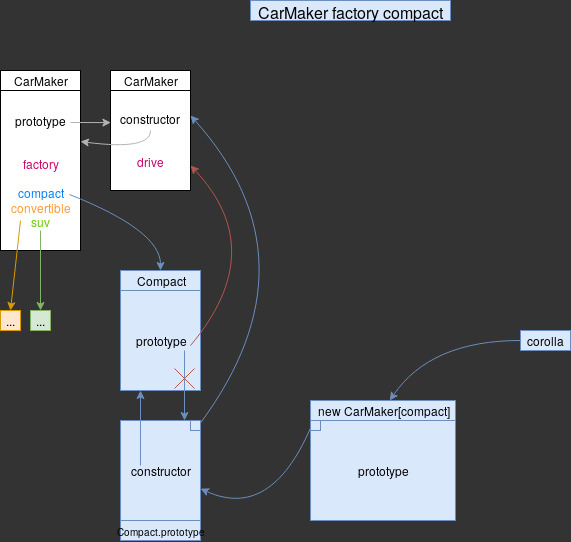 CarMaker factory compact
CarMaker
CarMaker
prototype
constructor
factory
drive
compact
convertible
suv
...
...
Compact
prototype
corolla
new CarMaker[compact]
constructor
prototype
Compact.prototype